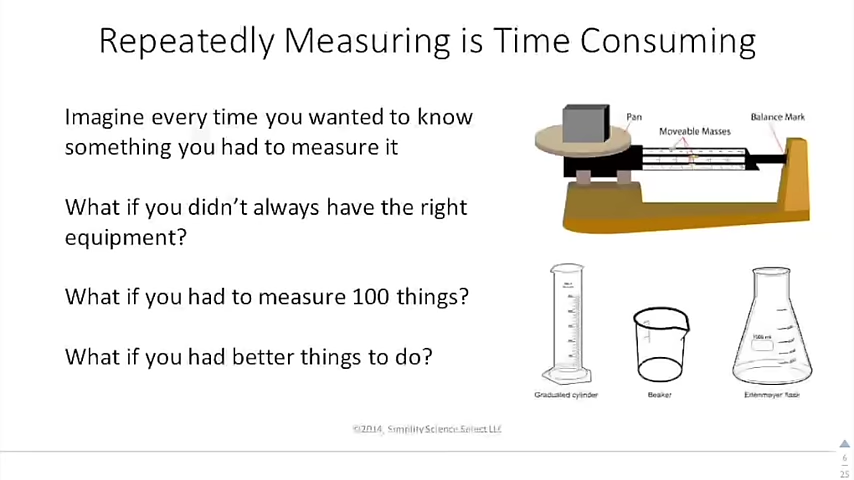 Repeatedly Measuring is Time Consuming
Imagine every time you wanted to know
something you had to measure it
What if you didn't always have the right
equipment?
What if you had to measure 100 things?
What if you had better things to do?
Pan
Balance Mark
Moveable Masses
1000 ml
Graduated cylinder
Beaker
Erlenmeyer flask
©2014, Simplify Science Select LLC
6
25